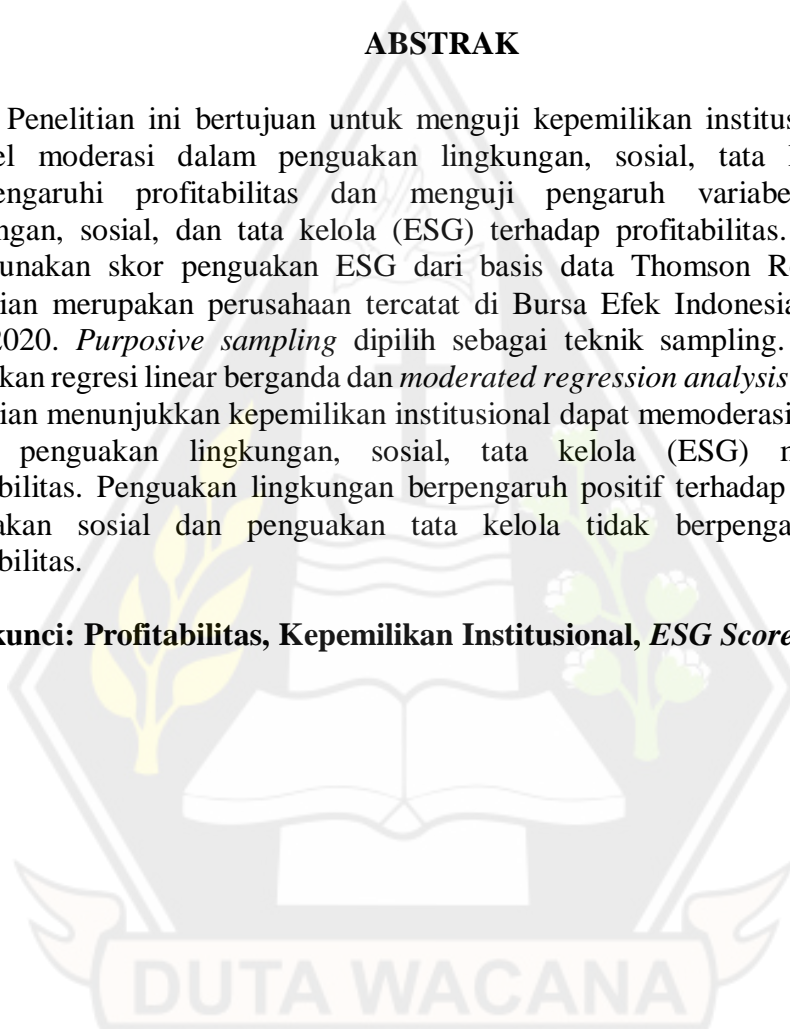 ABSTRAK
Penelitian ini bertujuan untuk menguji kepemilikan institus
el moderasi dalam penguakan lingkungan, sosial, tata
engaruhi profitabilitas dan menguji pengaruh variabe
ngan, sosial, dan tata kelola (ESG) terhadap profitabilitas.
unakan skor penguakan ESG dari basis data Thomson Re
ian merupakan perusahaan tercatat di Bursa Efek Indonesia
2020. Purposive sampling dipilih sebagai teknik sampling.
kan regresi linear berganda dan moderated regression analysis
ian menunjukkan kepemilikan institusional dapat memoderasi
penguakan lingkungan, sosial, tata kelola (ESG) m
bilitas. Penguakan lingkungan berpengaruh positif terhadap
akan sosial dan penguakan tata kelola tidak berpenga
bilitas.
kunci: Profitabilitas, Kepemilikan Institusional, ESG Score
DUTA WACANA